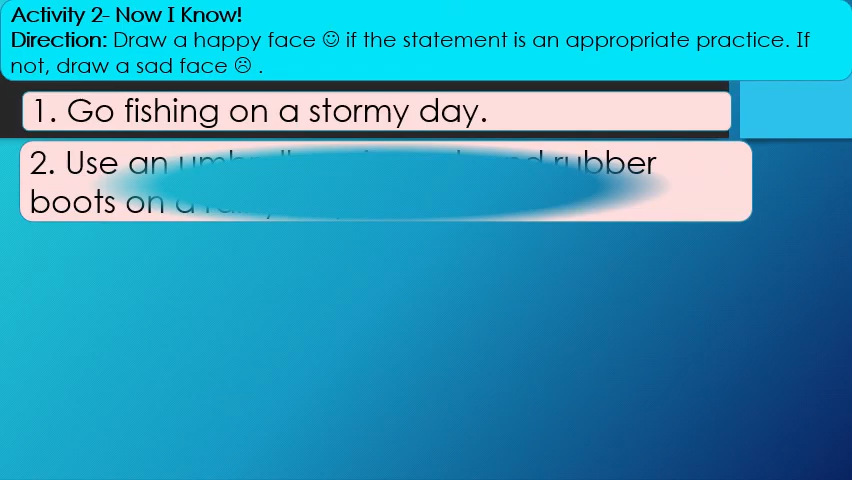 Activity 2- Now I Know!
Direction: Draw a happy face ☺ if the statement is an appropriate practice. If
not, draw a sad face ☹ .
1. Go fishing on a stormy day.
2. Use an rubber
boots on a